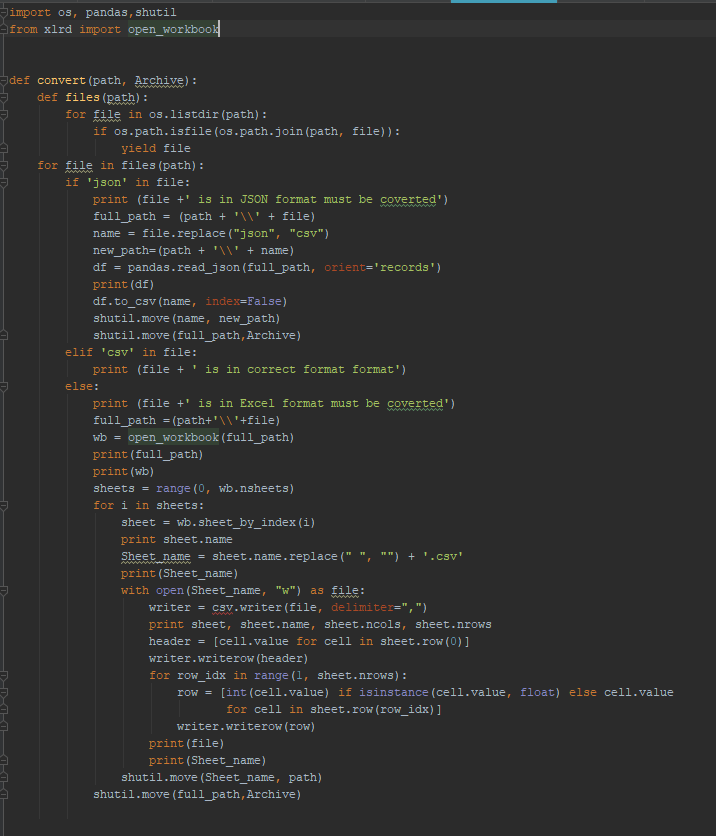 import os, pandas,shutil
from xlrd import open_workbook
def convert(path, Archive):
    def files(path):
        for file in os.listdir(path):
            if os.path.isfile(os.path.join(path, file)):
                yield file
    for file in files(path):
        if 'json' in file:
            print (file +' is in JSON format must be coverted')
            full_path = (path + '\\' + file)
            name = file.replace("json", "csv")
            new_path=(path + '\\' + name)
            df = pandas.read_json(full_path, orient='records')
            print(df)
            df.to_csv(name, index=False)
            shutil.move(name, new_path)
            shutil.move(full_path,Archive)
        elif 'csv' in file:
            print (file + ' is in correct format format')
        else:
            print (file +' is in Excel format must be coverted')
            full_path =(path+'\\'+file)
            wb = open_workbook(full_path)
            print(full_path)
            print(wb)
            sheets = range(0, wb.nsheets)
            for i in sheets:
                sheet = wb.sheet_by_index(i)
                print sheet.name
                Sheet_name = sheet.name.replace(" ", "") + '.csv'
                print(Sheet_name)
                with open(Sheet_name, "w") as file:
                    writer = csv.writer(file, delimiter=",")
                    print sheet, sheet.name, sheet.ncols, sheet.nrows
                    header = [cell.value for cell in sheet.row(0)]
                    writer.writerow(header)
                    for row_idx in range(1, sheet.nrows):
                        row = [int(cell.value) if isinstance(cell.value, float) else cell.value
                               for cell in sheet.row(row_idx)]
                        writer.writerow(row)
                    print(file)
                    print(Sheet_name)
                shutil.move(Sheet_name, path)
            shutil.move(full_path,Archive)